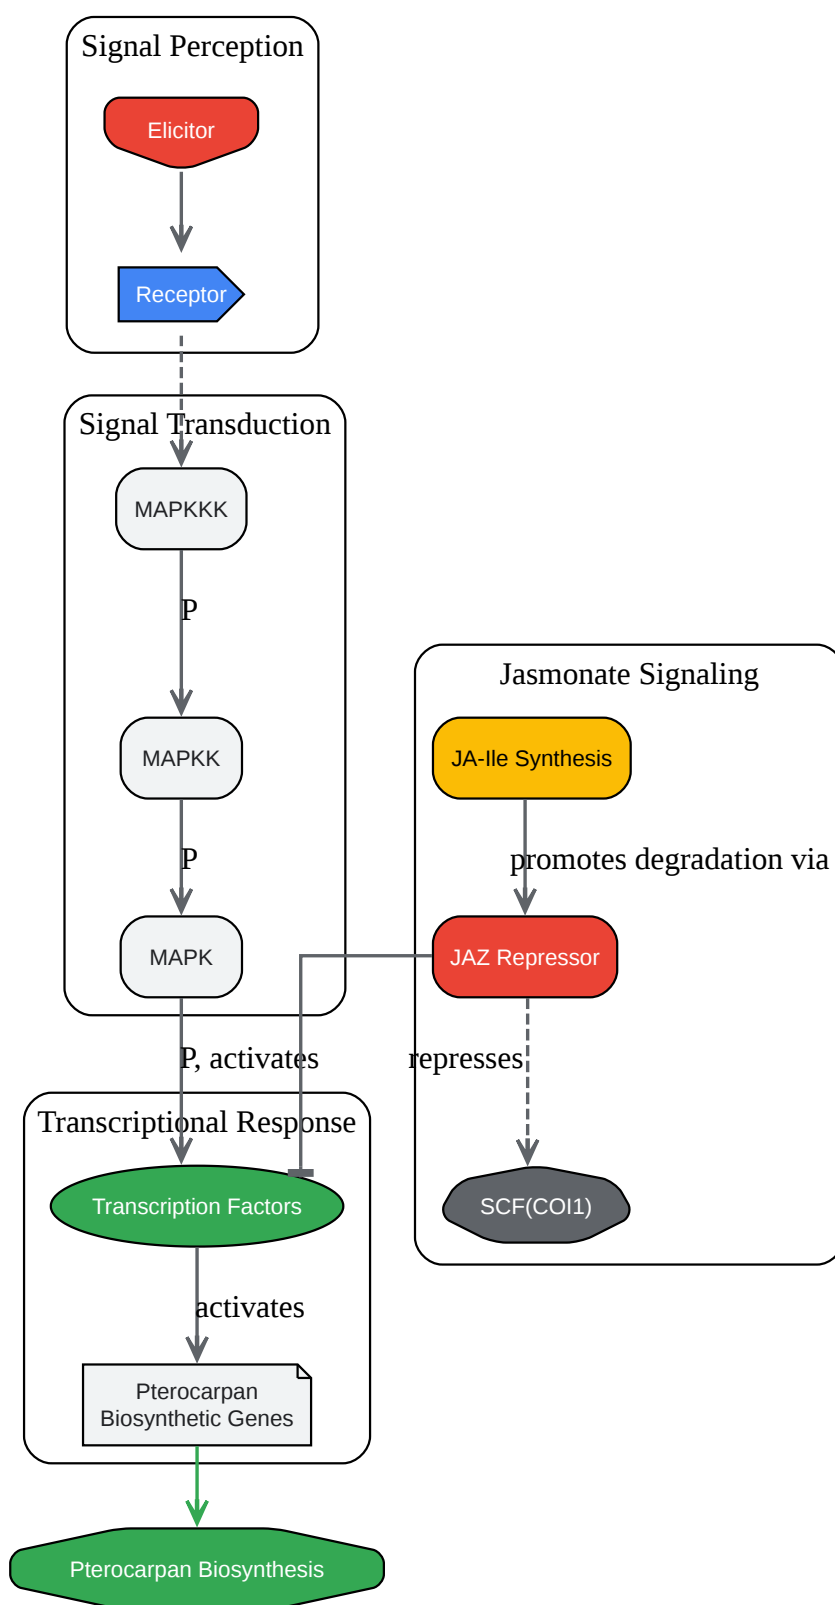 Signal Perception
Elicitor
Receptor
Signal Transduction
MAPKKK
P
MAPKK
P
MAPK
P, activates
Jasmonate Signaling
JA-Ile Synthesis
promotes degradation via
JAZ Repressor
represses
SCF(COI1)
Transcriptional Response
Transcription Factors
activates
Pterocarpan
Biosynthetic Genes
Pterocarpan Biosynthesis